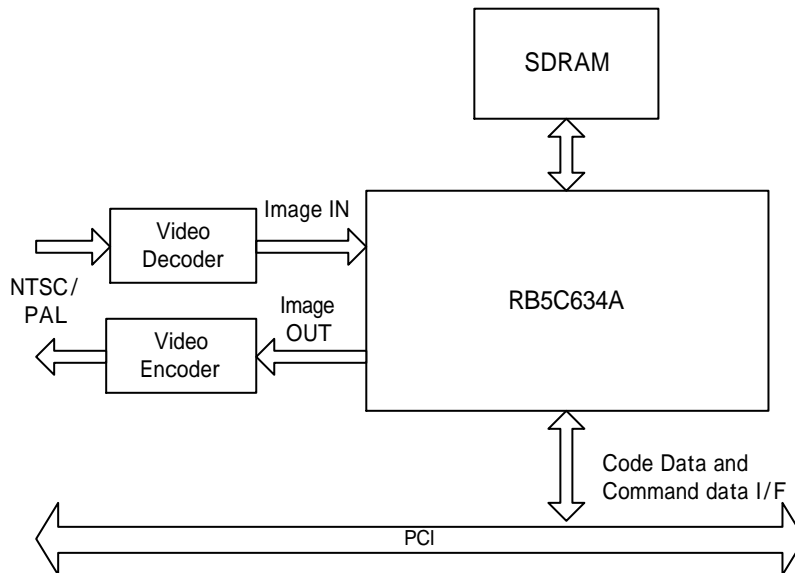 SDRAM
Image IN
Video
Decoder
NTSC/
PAL
Image
OUT
Video
Encoder
RB5C634A
Code Data and
Command data I/F
PCI